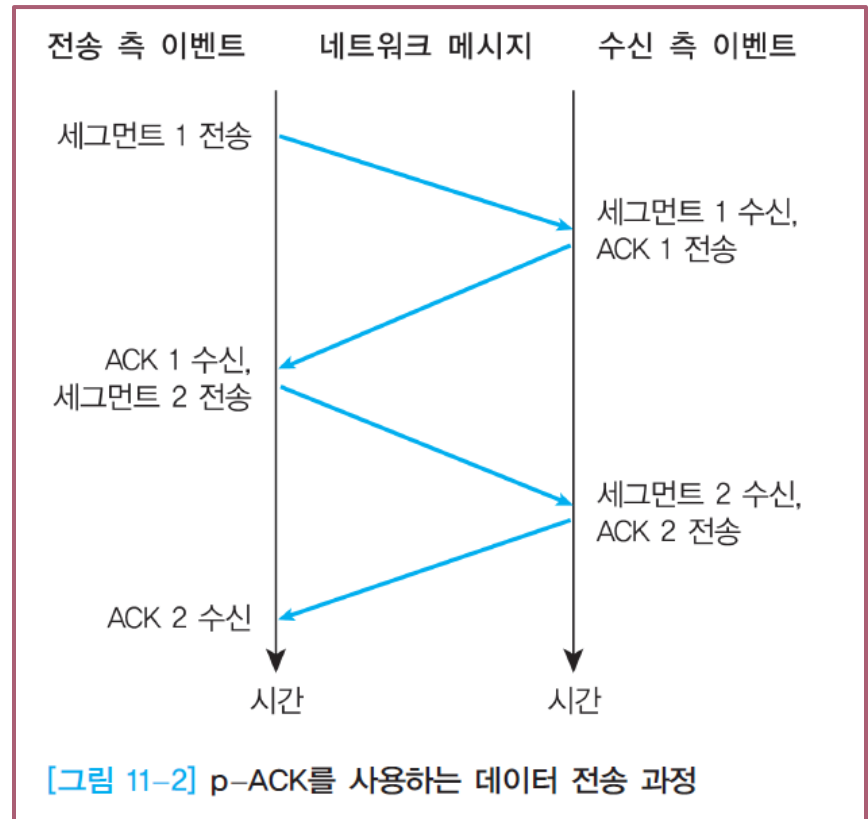 전송 측 이벤트 네트워크 메시지 수신 측 이벤트
세그먼트 1 전송
세그먼트 1 수신,
ACK 1 전송
ACK 1 수신,
세그먼트 2 전송
세그먼트 2 수신,
ACK 2 전송
ACK 2 수신
시간 시간
[그림 11-2] p-ACK를 사용하는 데이터 전송 과정